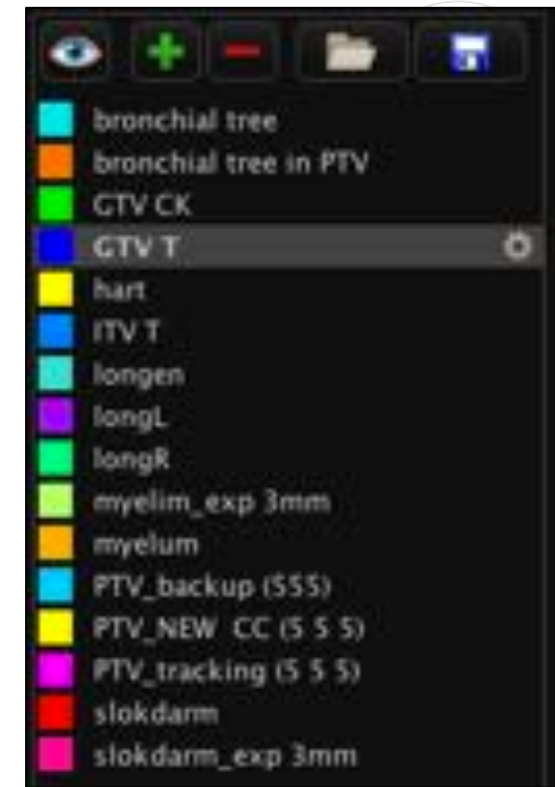 bronchial tree
bronchial tree in PTV
GTV CK
GTV T
hart
ITV T
longen
longL
longR
myelim_exp 3mm
myelum
PTV_backup (555)
PTV_NEW CC (5 5 5)
PTV_tracking (5 5 5)
slokdarm
slokdarm_exp 3mm